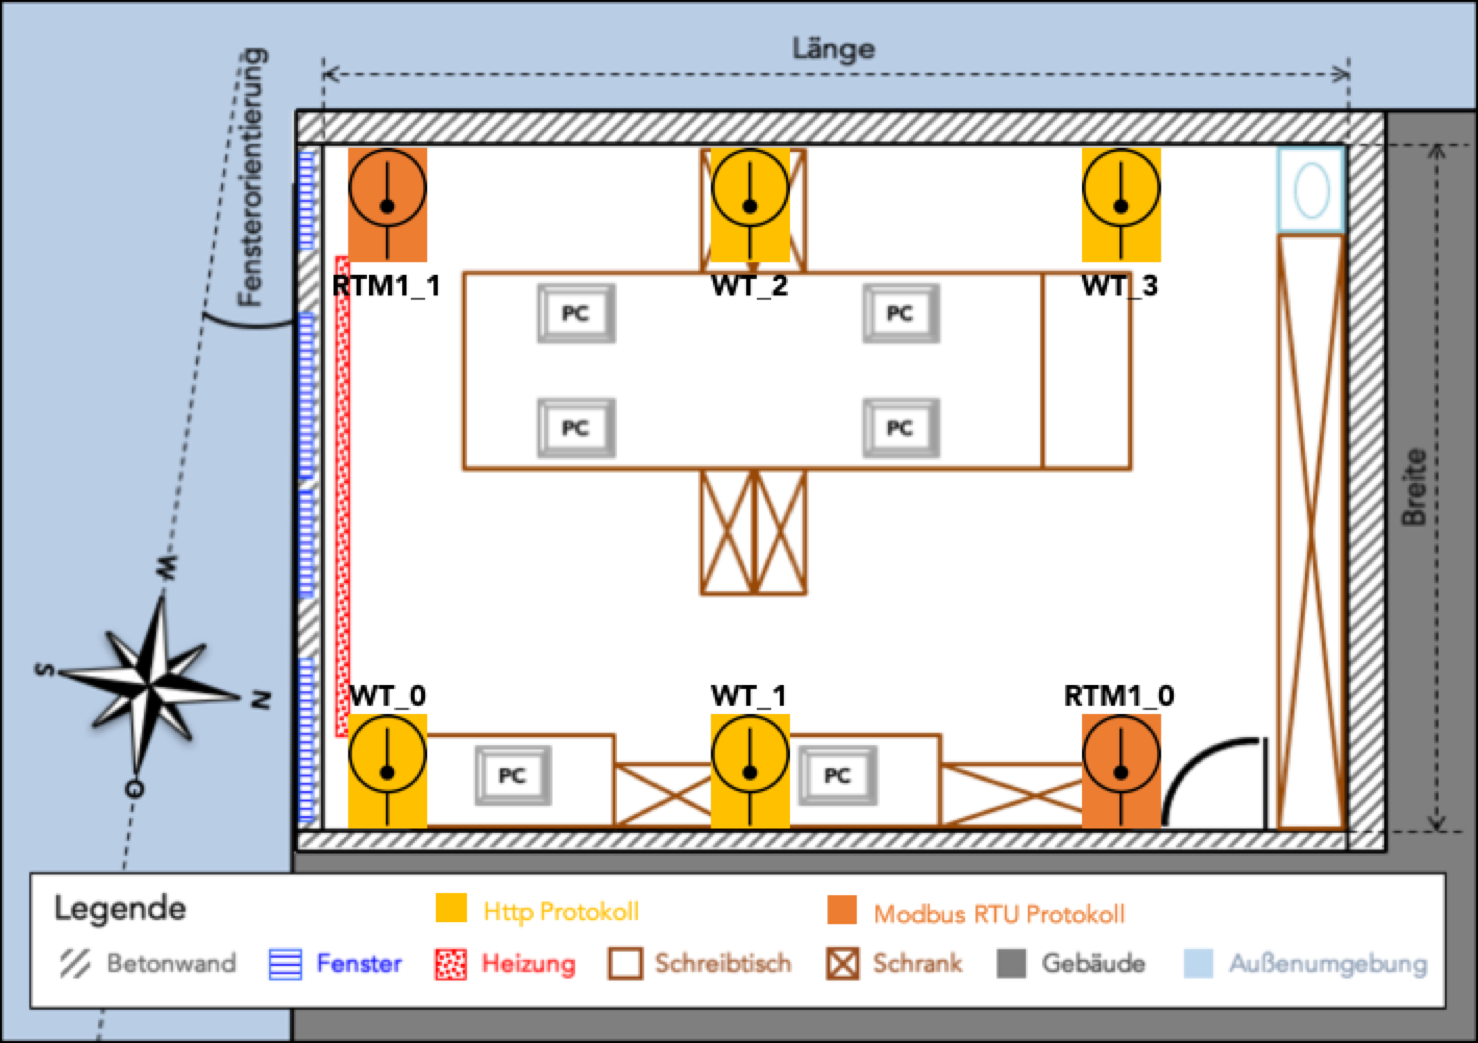 Länge
Fensterorientierung
RTM1_1
WT_2
WT_3
PC
PC
PC
PC
Breite
W
S
N
O
WT_0
WT_1
RTM1_0
PC
PC
Legende
Http Protokoll
Modbus RTU Protokoll
Betonwand
Fenster
Heizung
Schreibtisch
Schrank
Gebäude
Außenumgebung